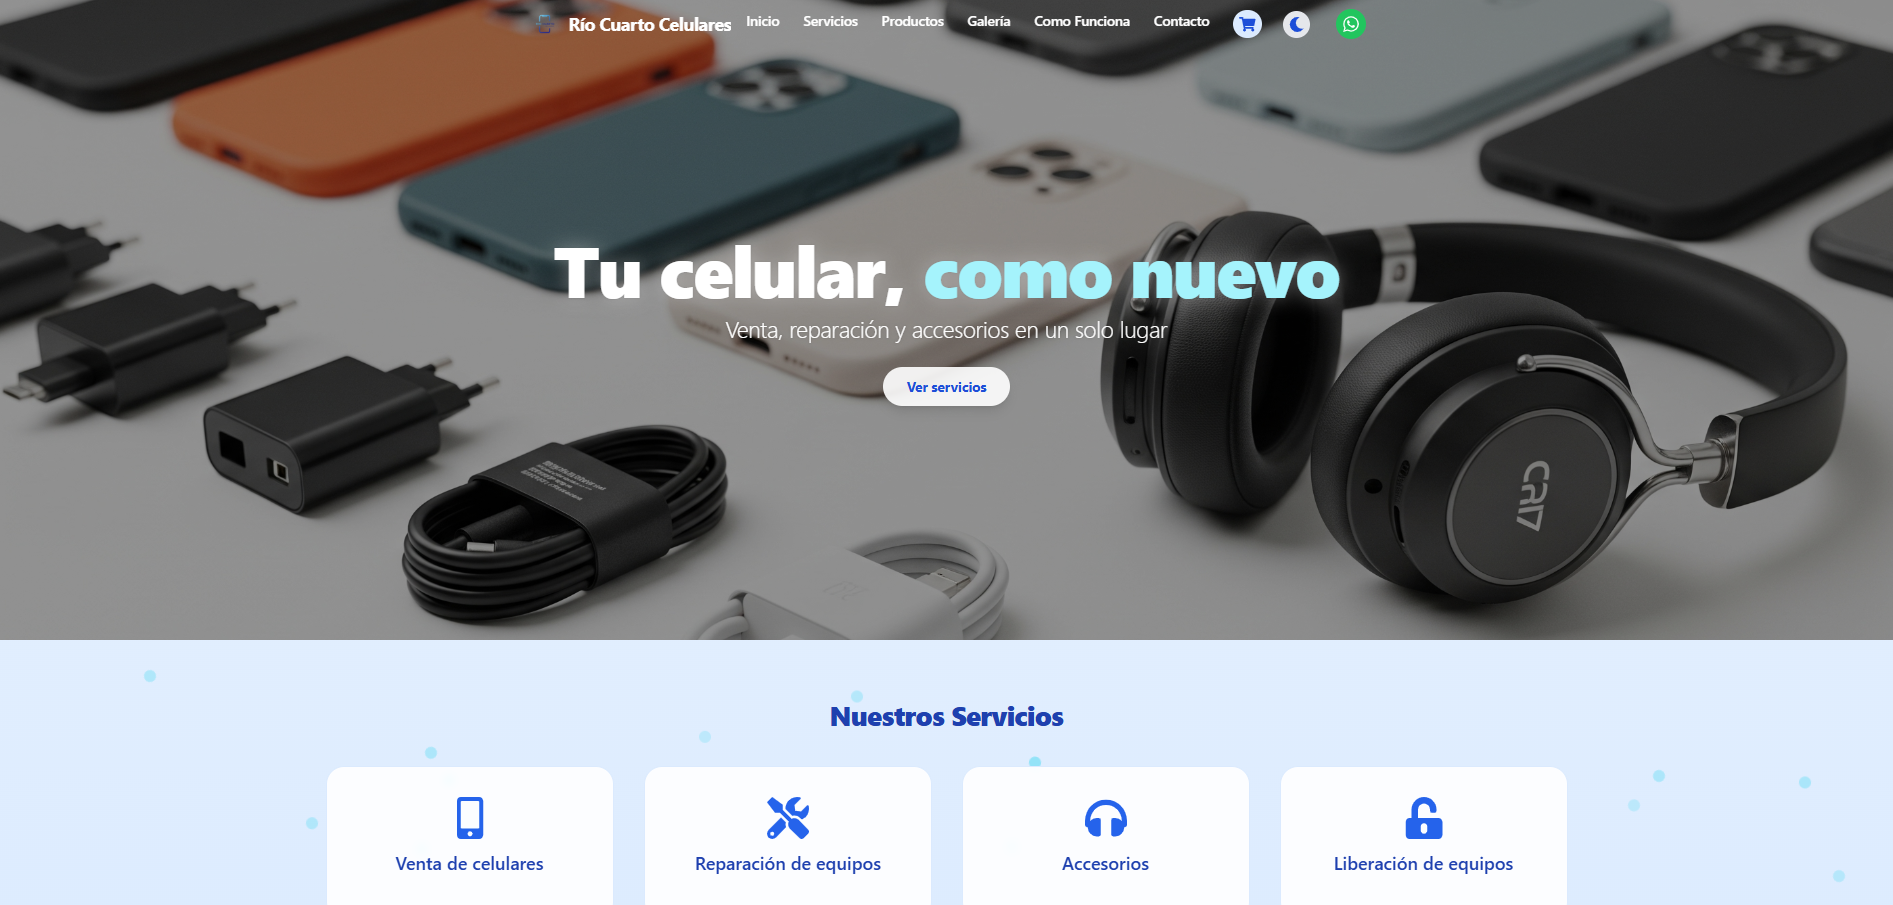 Río Cuarto Celulares Inicio Servicios Productos Galería Como Funciona Contacto
Tu celular, como nuevo
Venta, reparación y accesorios en un solo lugar
Ver servicios
Nuestros Servicios
Venta de celulares
Reparación de equipos
Accesorios
Liberación de equipos